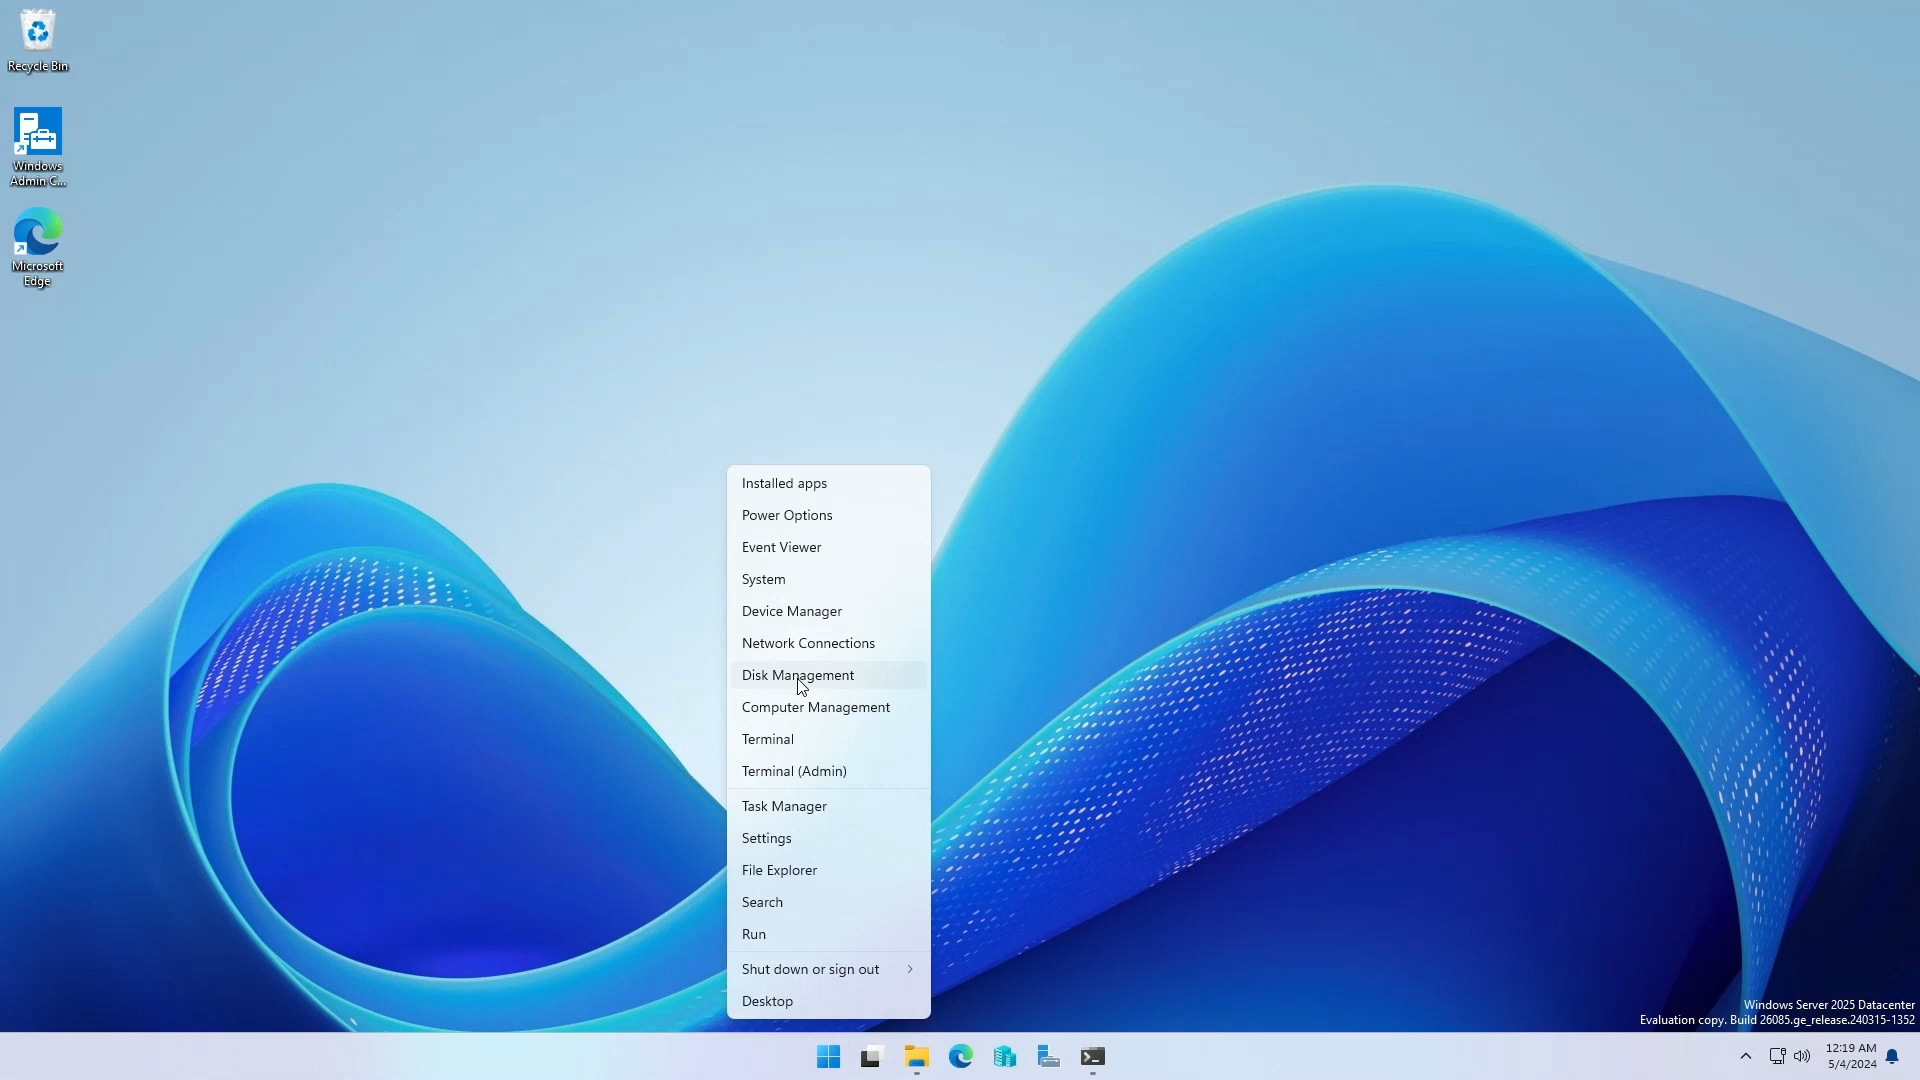 Recycle Bin
Windows
Admin C...
Microsoft
Edge
Installed apps
Power Options
Event Viewer
System
Device Manager
Network Connections
Disk Management
Computer Management
Terminal
Terminal (Admin)
Task Manager
Settings
File Explorer
Search
Run
Shut down or sign out
Desktop
Windows Server 2025 Datacenter
Evaluation copy. Build 26085.ge_release.240315-1352
12:19 AM
5/4/2024